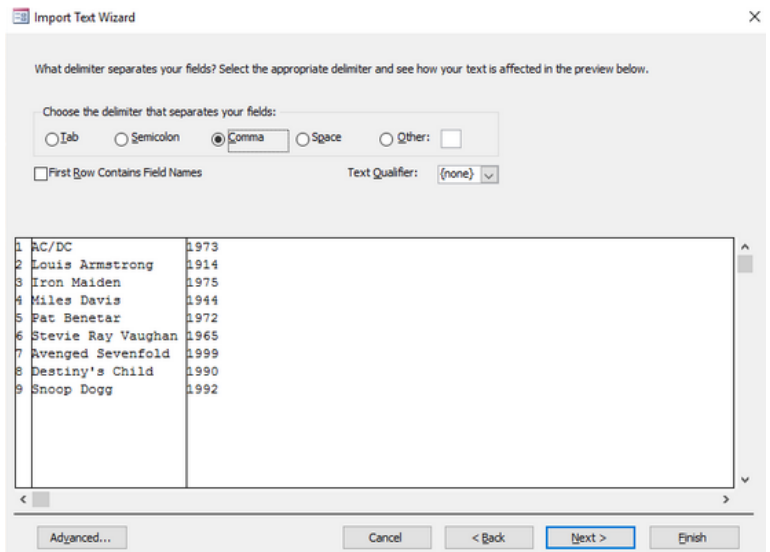 Import Text Wizard
What delimiter separates your fields? Select the appropriate delimiter and see how your text is affected in the preview below.
Choose the delimiter that separates your fields:
Tab Semicolon Comma Space Other:
First Row Contains Field Names Text Qualifier: {none}
1 AC/DC 1973
2 Louis Armstrong 1914
3 Iron Maiden 1975
4 Miles Davis 1944
5 Pat Benetar 1972
6 Stevie Ray Vaughan 1965
7 Avenged Sevenfold 1999
8 Destiny's Child 1990
9 Snoop Dogg 1992
Advanced... Cancel < Back Next > Finish